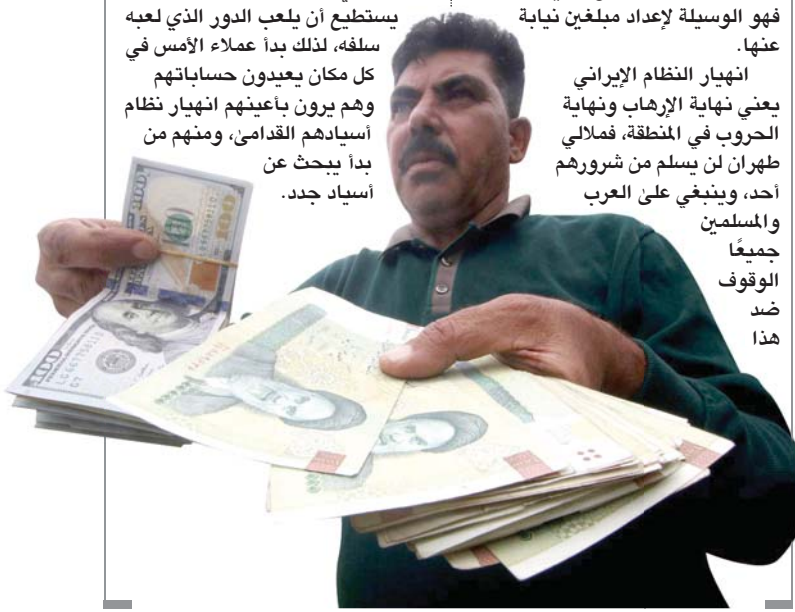 فهو الوسيلة لإعداد مبلغين نيابة
عنها.
انهيار النظام الإيراني
يعني نهاية الإرهاب ونهاية
الحروب في المنطقة، فملالي
طهران لن يسلم من شرورهم
أحد، وينبغي علىٰ العرب
والمسلمين
جميعًا
الوقوف
ضد
هذا
يستطيع أن يلعب الدور الذي لعبه
سلفه، لذلك بدأ عملاء الأمس في
كل مكان يعيدون حساباتهم
وهم يرون بأعينهم انهيار نظام
أسيادهم القدامىٰ، ومنهم من
بدأ يبحث عن
أسياد جدد.
100